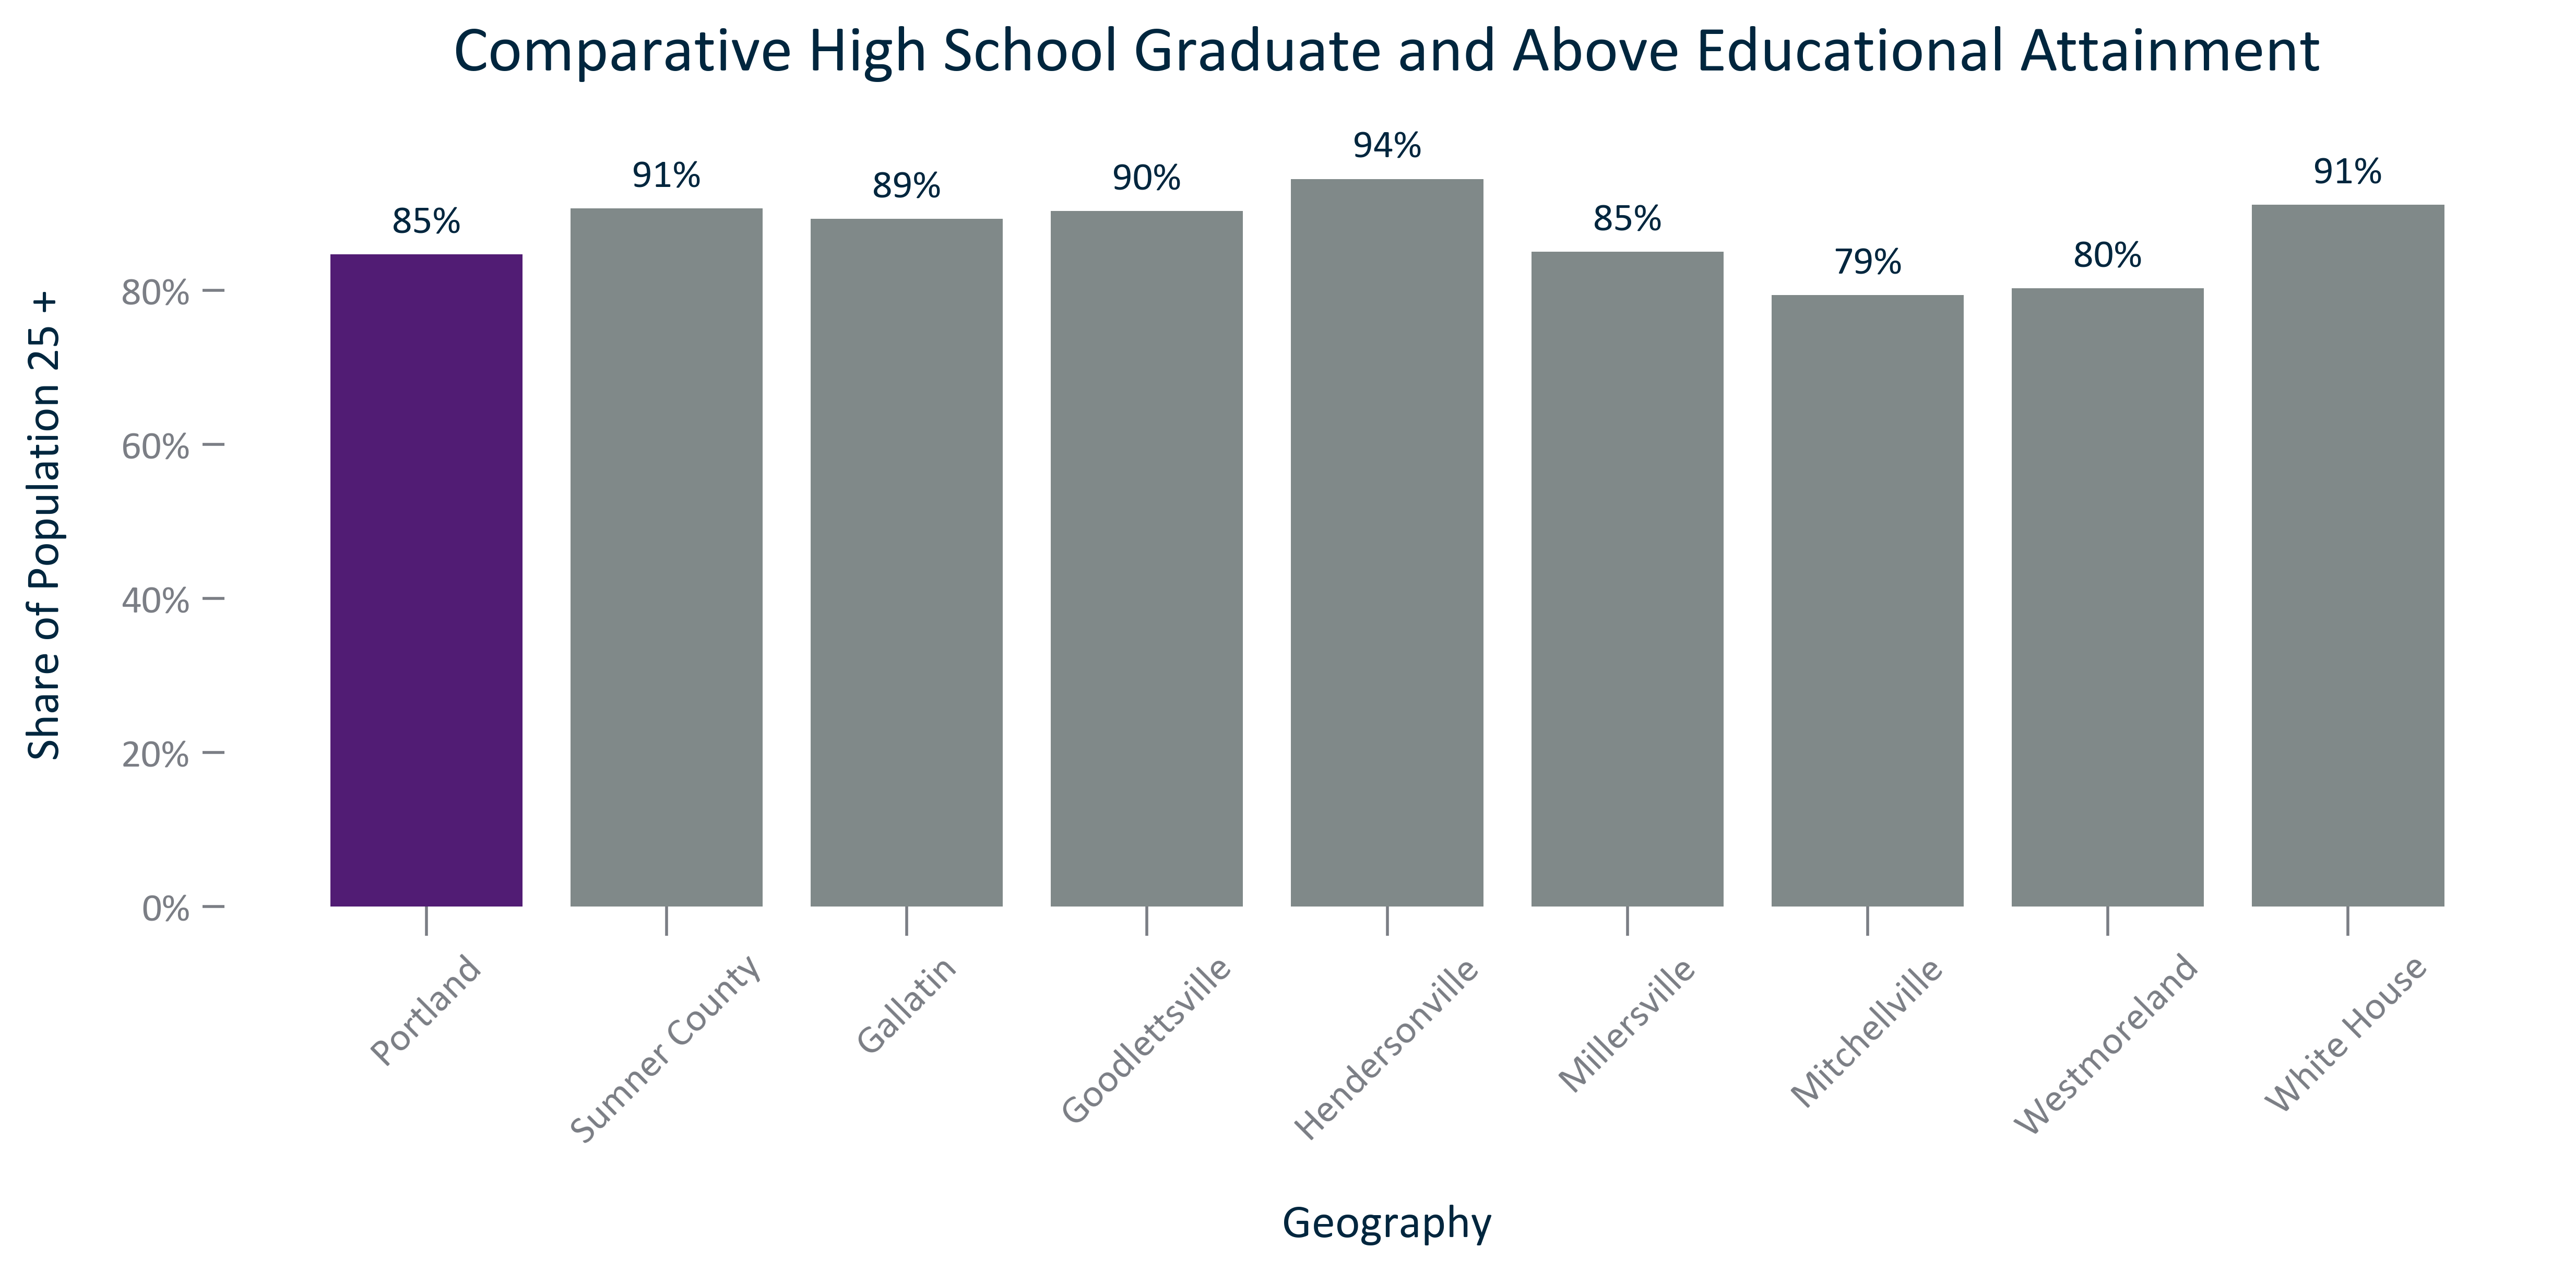 Comparative High School Graduate and Above Educational Attainment
85%
91%
89%
90%
94%
85%
79%
80%
91%
Share of Population 25 +
80%
60%
40%
20%
0%
Portland
Sumner County
Gallatin
Goodlettsville
Hendersonville
Millersville
Mitchellville
Westmoreland
White House
Geography